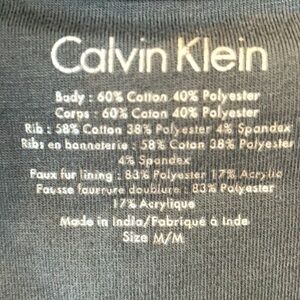 Calvin Klein
Body : 60% Cotton 40% Polyester
Corps : 60% Coton 40% Polyester
Rib : 58% Cotton 38% Polyester 4% Spandex
Ribs en banneterie : 58% Coton 38% Polyester
4% Spandex
Faux fur lining : 83% Polyester 17% Acrylic
Fausse fourrure doublure : 83% Polyester
17% Acrylique
Made in India/Fabriqué à Inde
Size M/M